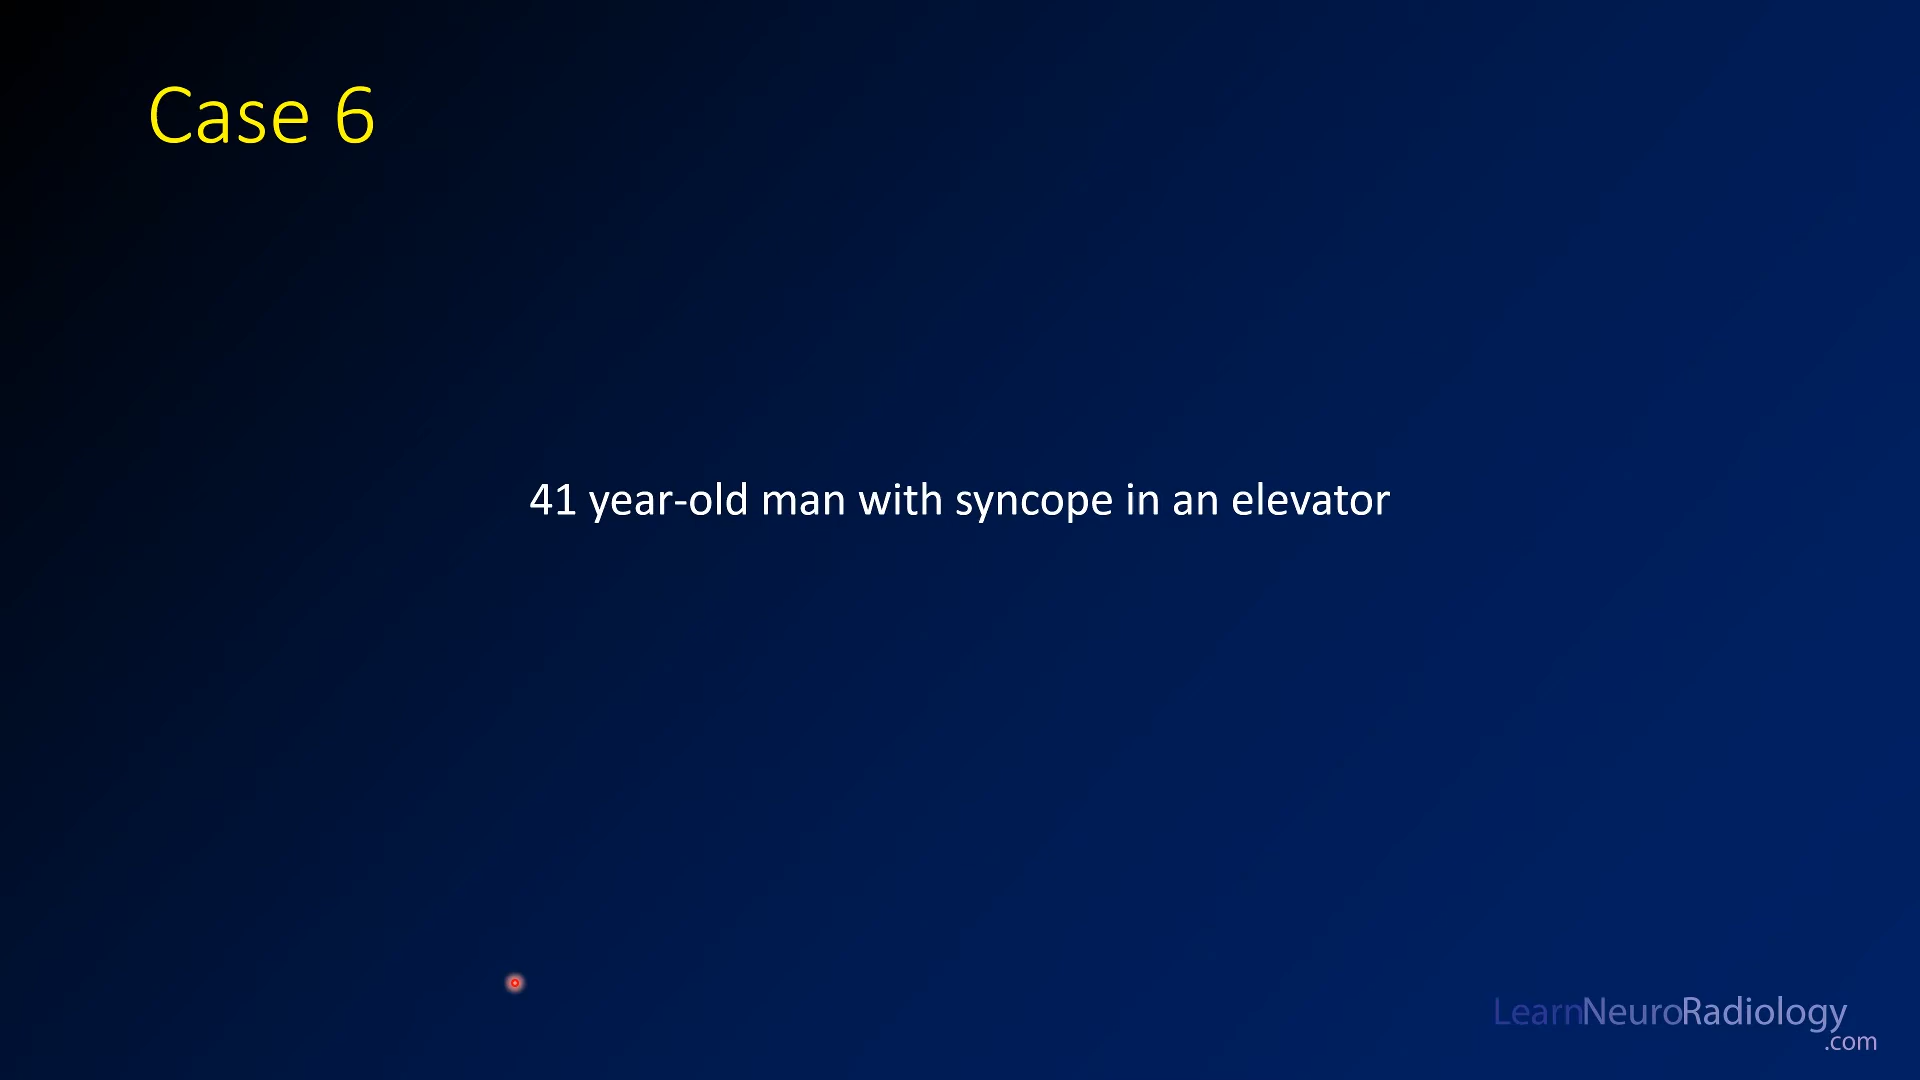 Case 6
41 year-old man with syncope in an elevator
LearnNeuroRadiology
.com